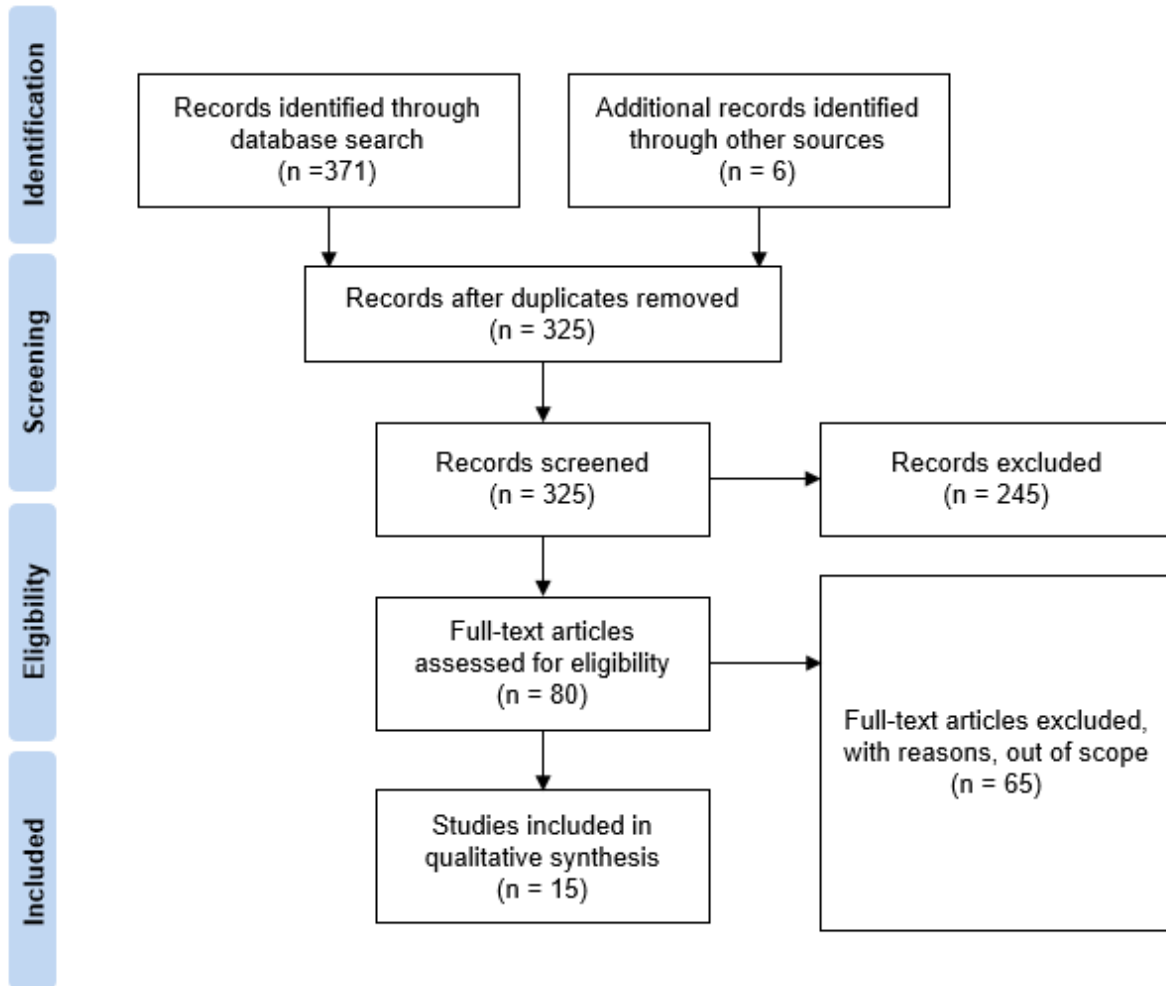 Identification
Records identified through
database search
(n =371)
Additional records identified
through other sources
(n = 6)
Screening
Records after duplicates removed
(n = 325)
Records screened
(n = 325)
Records excluded
(n = 245)
Eligibility
Full-text articles
assessed for eligibility
(n = 80)
Full-text articles excluded,
with reasons, out of scope
(n = 65)
Included
Studies included in
qualitative synthesis
(n = 15)